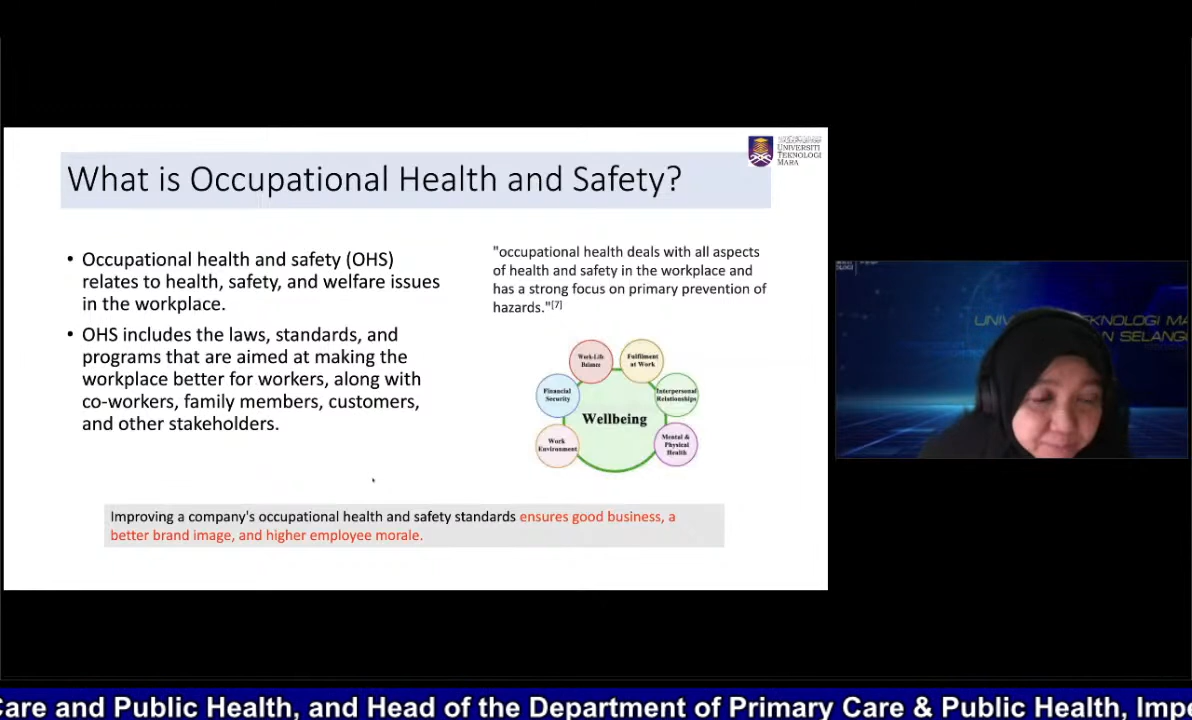 What is Occupational Health and Safety?
UNIVERSITI
TEKNOLOGI
MARA
• Occupational health and safety (OHS)
relates to health, safety, and welfare issues
in the workplace.
• OHS includes the laws, standards, and
programs that are aimed at making the
workplace better for workers, along with
co-workers, family members, customers,
and other stakeholders.
"occupational health deals with all aspects
of health and safety in the workplace and
has a strong focus on primary prevention of
hazards."[7]
Work-Life
Balance
Fulfilment
at Work
Financial
Security
Interpersonal
Relationships
Wellbeing
Work
Environment
Mental &
Physical
Health
Improving a company's occupational health and safety standards ensures good business, a
better brand image, and higher employee morale.
UNIV TEKNOLOGI MA
N SELANG
Care and Public Health, and Head of the Department of Primary Care & Public Health, Impe